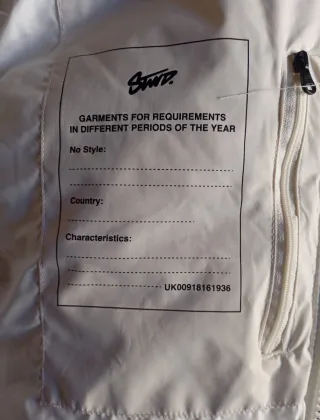 GARMENTS FOR REQUIREMENTS
IN DIFFERENT PERIODS OF THE YEAR
No Style:
Country:
Characteristics:
UK00918161936